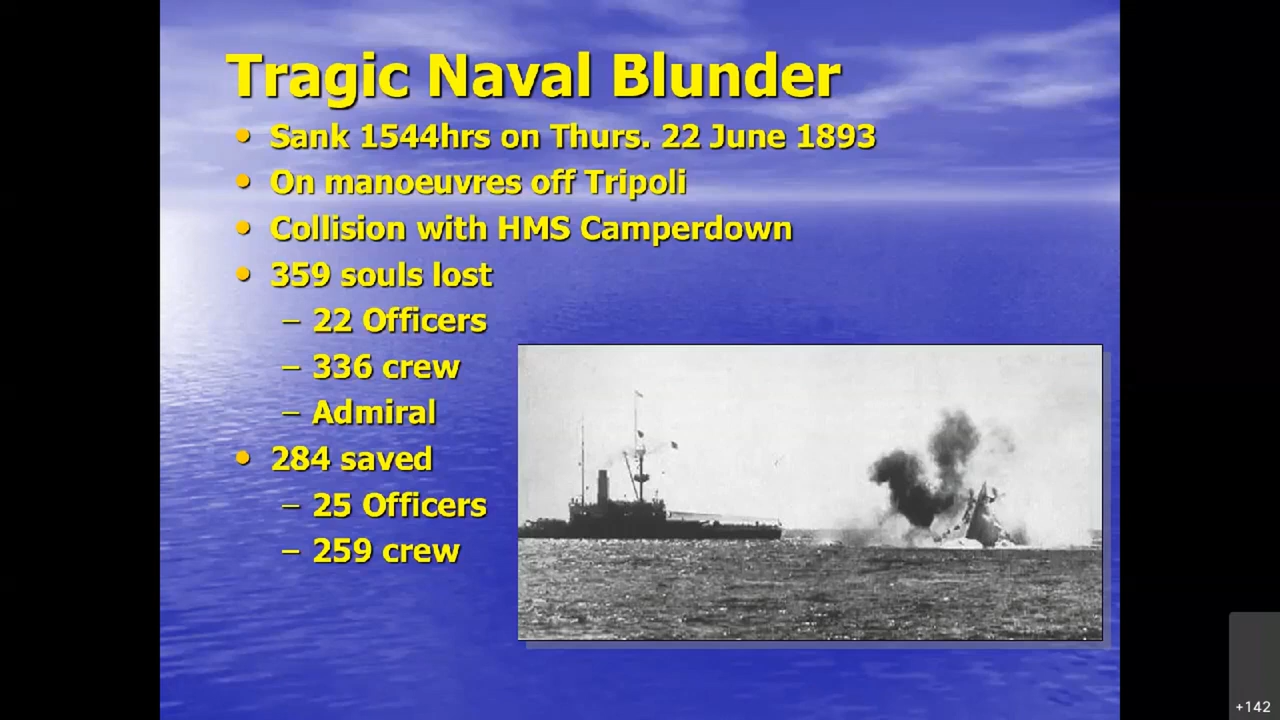 Tragic Naval Blunder
• Sank 1544hrs on Thurs. 22 June 1893
• On manoeuvres off Tripoli
• Collision with HMS Camperdown
• 359 souls lost
– 22 Officers
– 336 crew
– Admiral
• 284 saved
– 25 Officers
– 259 crew
+142